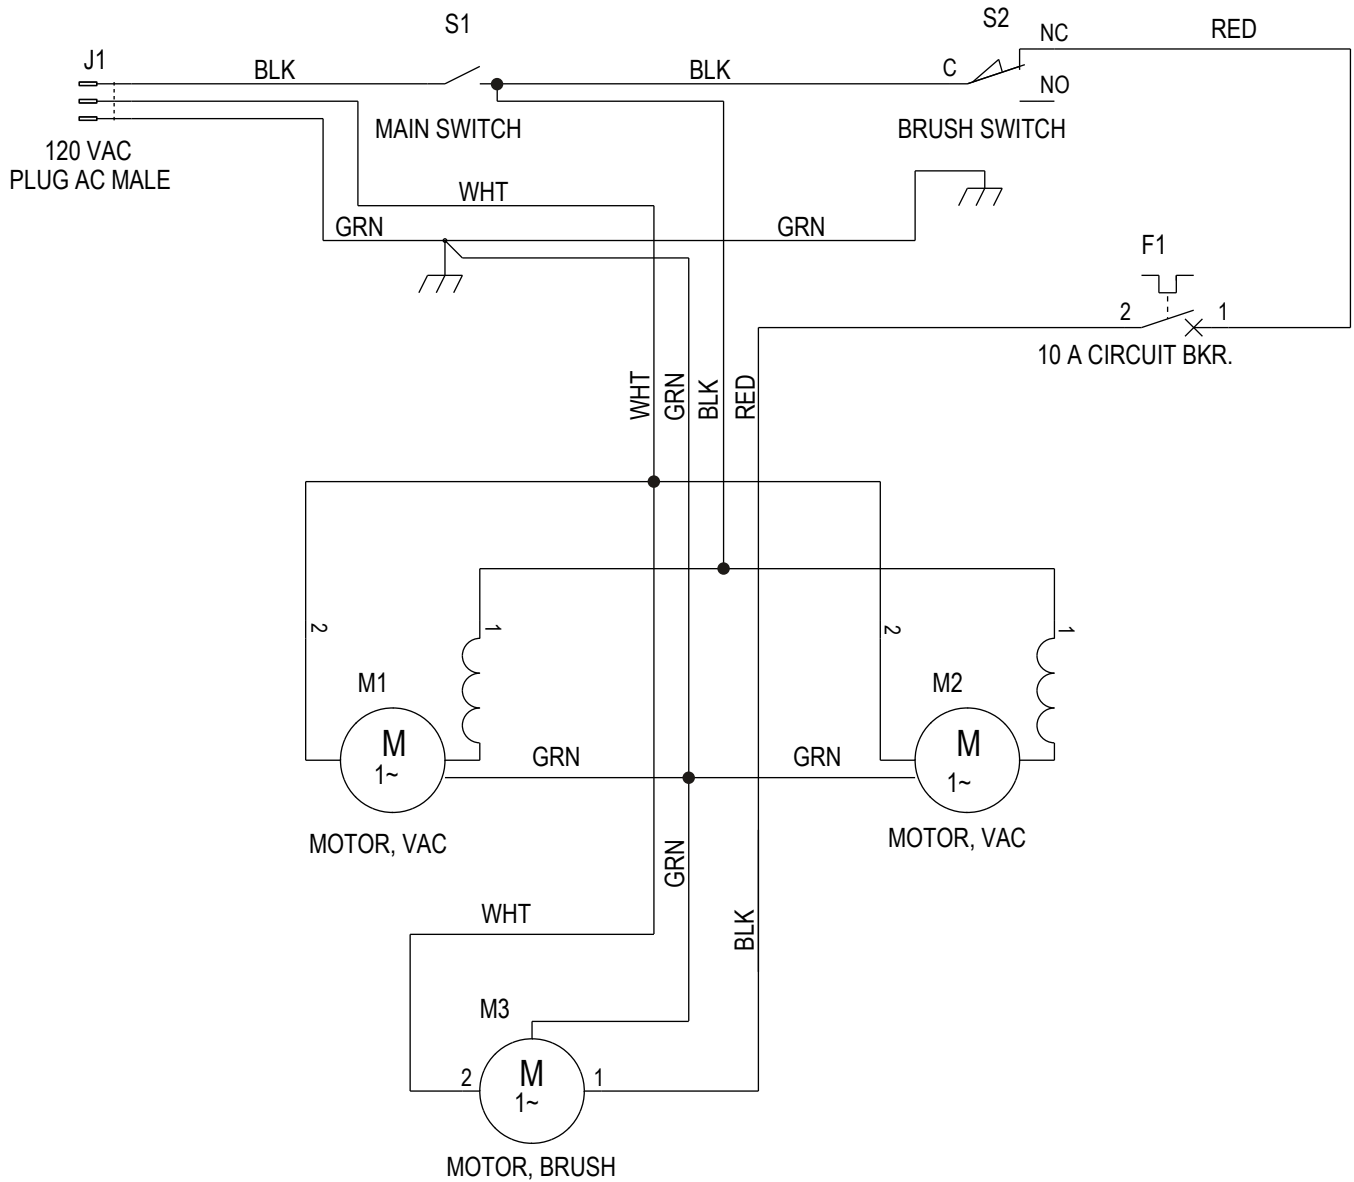 S1
S2
NC
RED
J1
BLK
BLK
C
NO
MAIN SWITCH
BRUSH SWITCH
120 VAC
PLUG AC MALE
WHT
GRN
GRN
F1
2
1
10 A CIRCUIT BKR.
WHT
GRN
BLK
RED
2
1
2
1
M1
M2
M
1~
M
1~
GRN
GRN
MOTOR, VAC
MOTOR, VAC
GRN
WHT
BLK
M3
2
M
1~
1
MOTOR, BRUSH